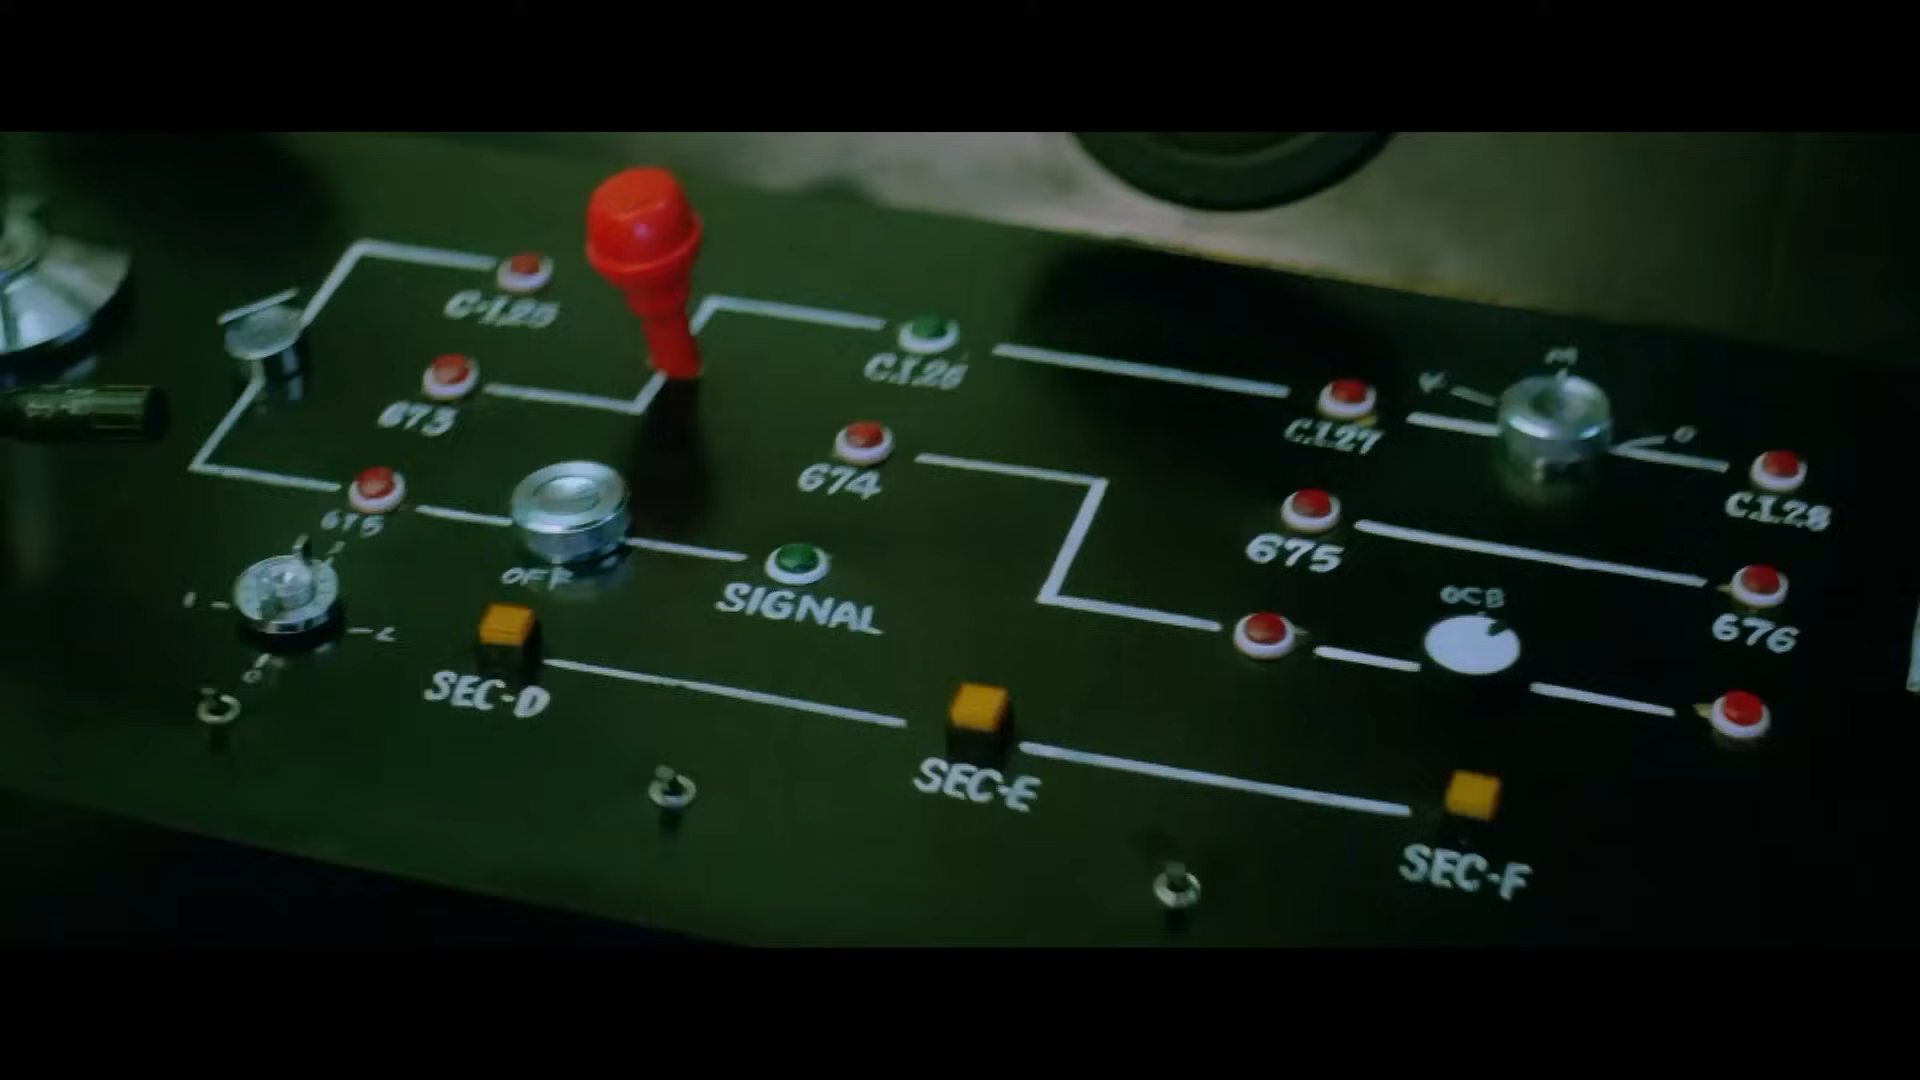 C.I.25
C.I.26
673
C.I.27
674
C.I.28
675
675
OFF
SIGNAL
OCB
676
SEC-D
SEC-E
SEC-F